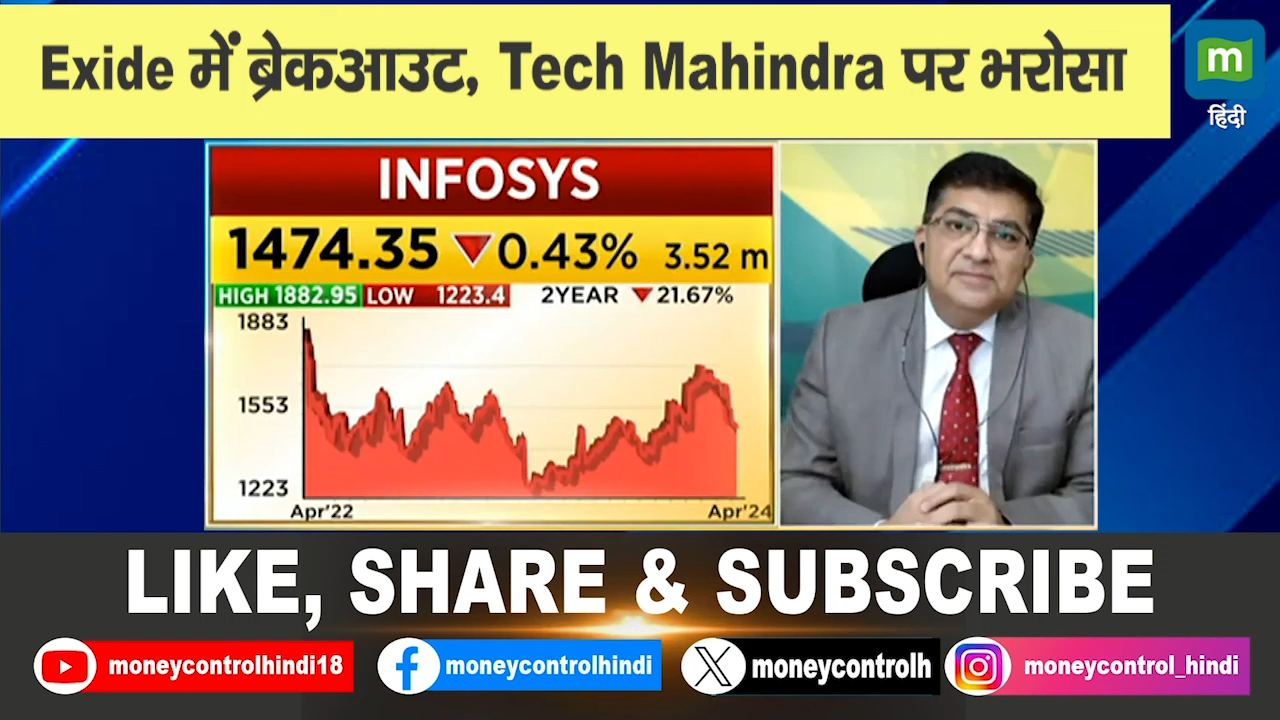 Exide में ब्रेकआउट, Tech Mahindra पर भरोसा
m
हिंदी
INFOSYS
1474.35 ▼0.43% 3.52 m
HIGH 1882.95 LOW 1223.4 2YEAR ▼21.67%
1883
1553
1223
Apr'22 Apr'24
LIKE, SHARE & SUBSCRIBE
moneycontrolhindi18 moneycontrolhindi moneycontrolh moneycontrol_hindi